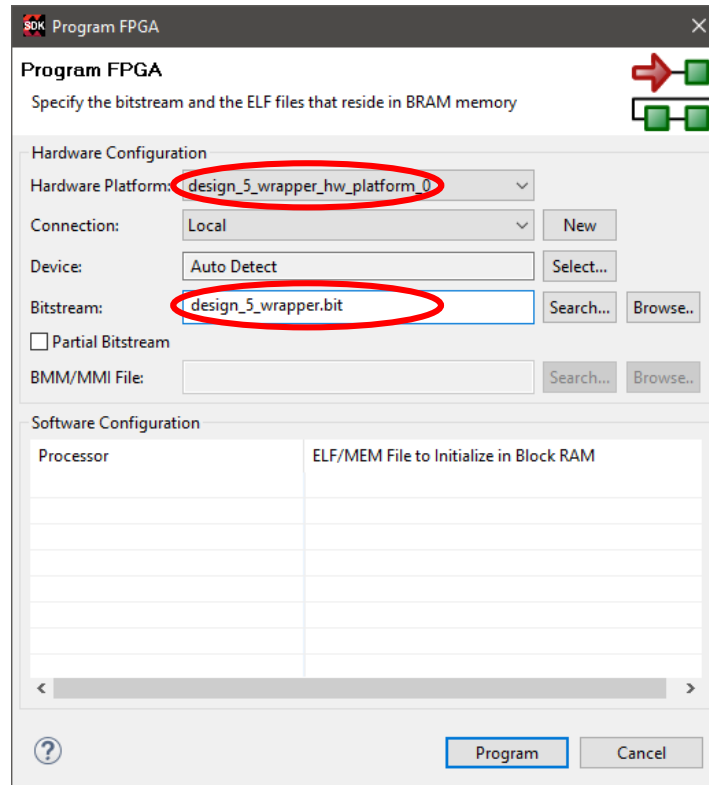 SDK Program FPGA
Program FPGA
Specify the bitstream and the ELF files that reside in BRAM memory
Hardware Configuration
Hardware Platform: design_5_wrapper_hw_platform_0
Connection: Local New
Device: Auto Detect Select...
Bitstream: design_5_wrapper.bit Search... Browse..
Partial Bitstream
BMM/MMI File: Search... Browse..
Software Configuration
Processor ELF/MEM File to Initialize in Block RAM
? Program Cancel